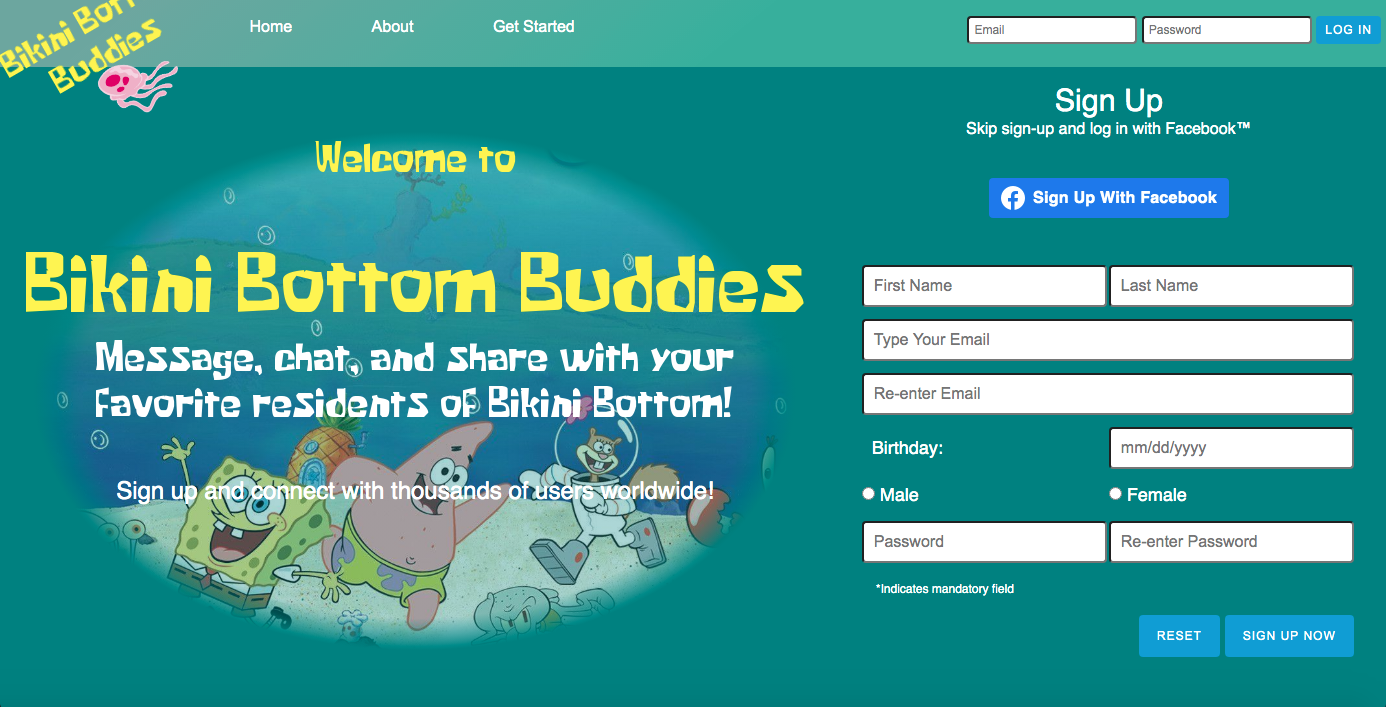 Bikini Bott
Buddies
Home
About
Get Started
Email
Password
LOG IN
Welcome to
Bikini Bottom Buddies
Message, chat, and share with your
Favorite residents of Bikini Bottom!
Sign up and connect with thousands of users worldwide!
Sign Up
Skip sign-up and log in with Facebook™
Sign Up With Facebook
First Name
Last Name
Type Your Email
Re-enter Email
Birthday:
mm/dd/yyyy
Male
Female
Password
Re-enter Password
*Indicates mandatory field
RESET
SIGN UP NOW